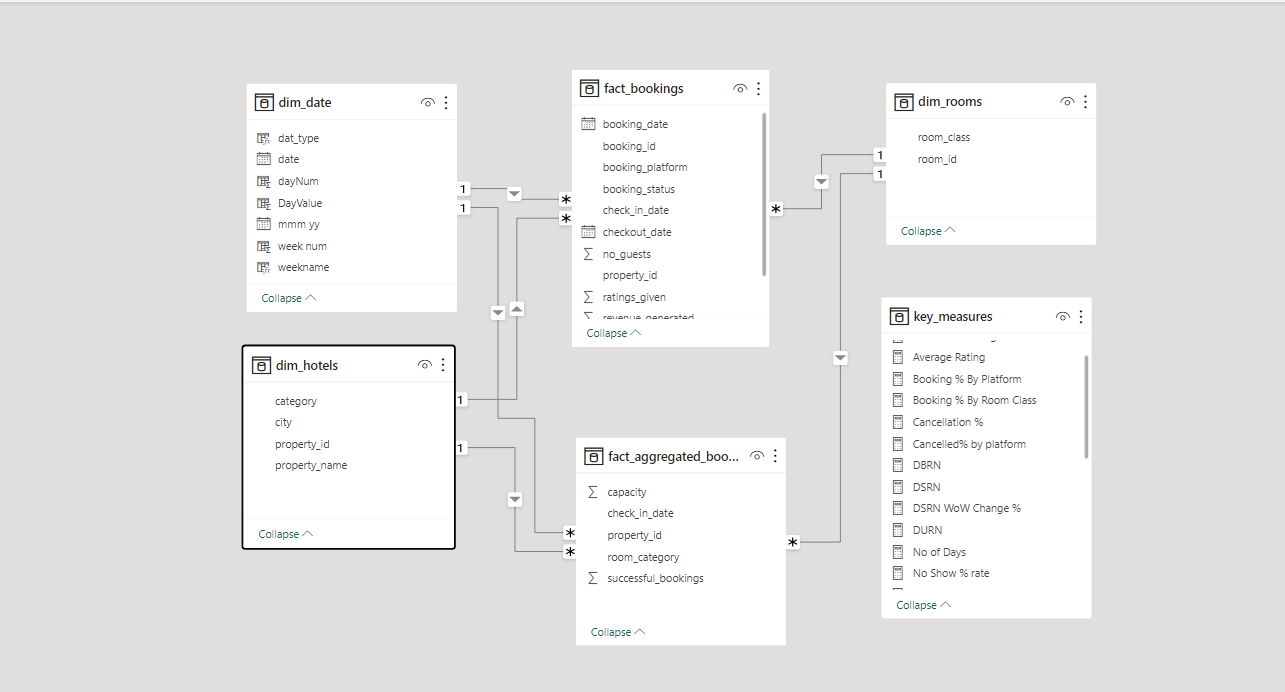 dim_date
dat_type
date
dayNum
DayValue
mmm yy
week num
weekname
Collapse
fact_bookings
booking_date
booking_id
booking_platform
booking_status
check_in_date
checkout_date
no_guests
property_id
ratings_given
revenue_generated
Collapse
dim_rooms
room_class
room_id
Collapse
dim_hotels
category
city
property_id
property_name
Collapse
fact_aggregated_boo...
capacity
check_in_date
property_id
room_category
successful_bookings
Collapse
key_measures
Average Rating
Booking % By Platform
Booking % By Room Class
Cancellation %
Cancelled% by platform
DBRN
DSRN
DSRN WoW Change %
DURN
No of Days
No Show % rate
Collapse
1
1
*
*
1
1
*
1
1
*
*
*